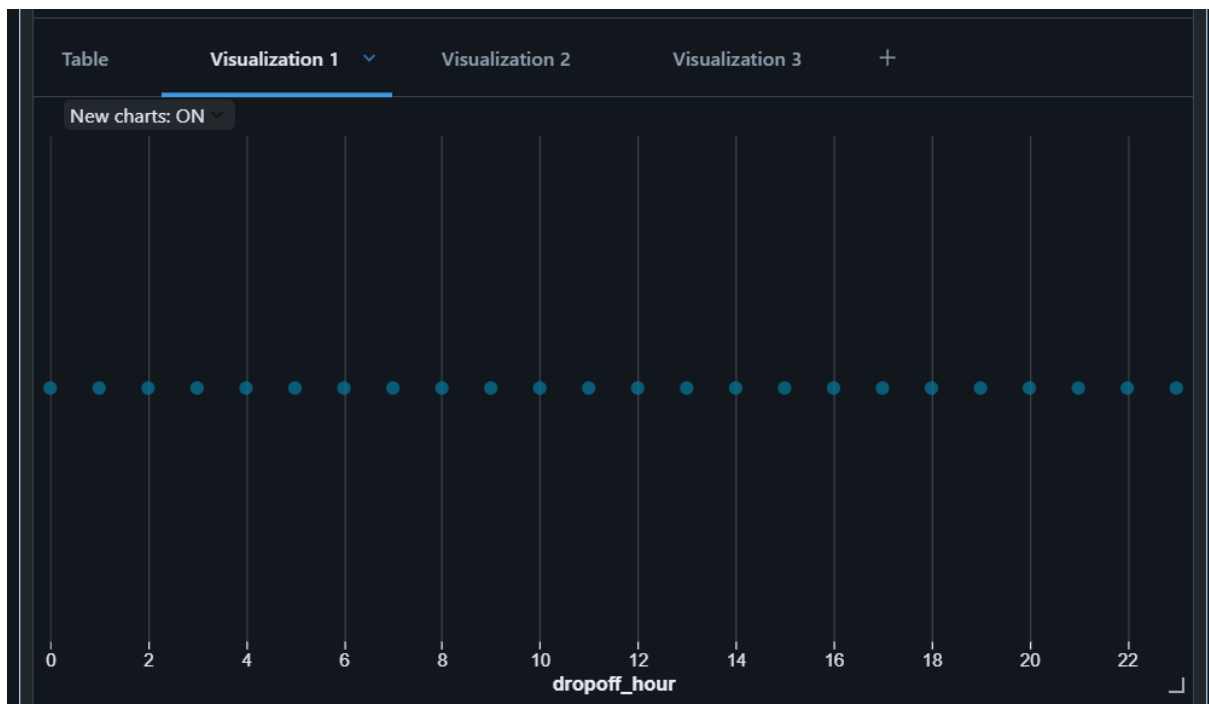 Table Visualization 1 Visualization 2 Visualization 3 +
New charts: ON
0 2 4 6 8 10 12 14 16 18 20 22
dropoff_hour